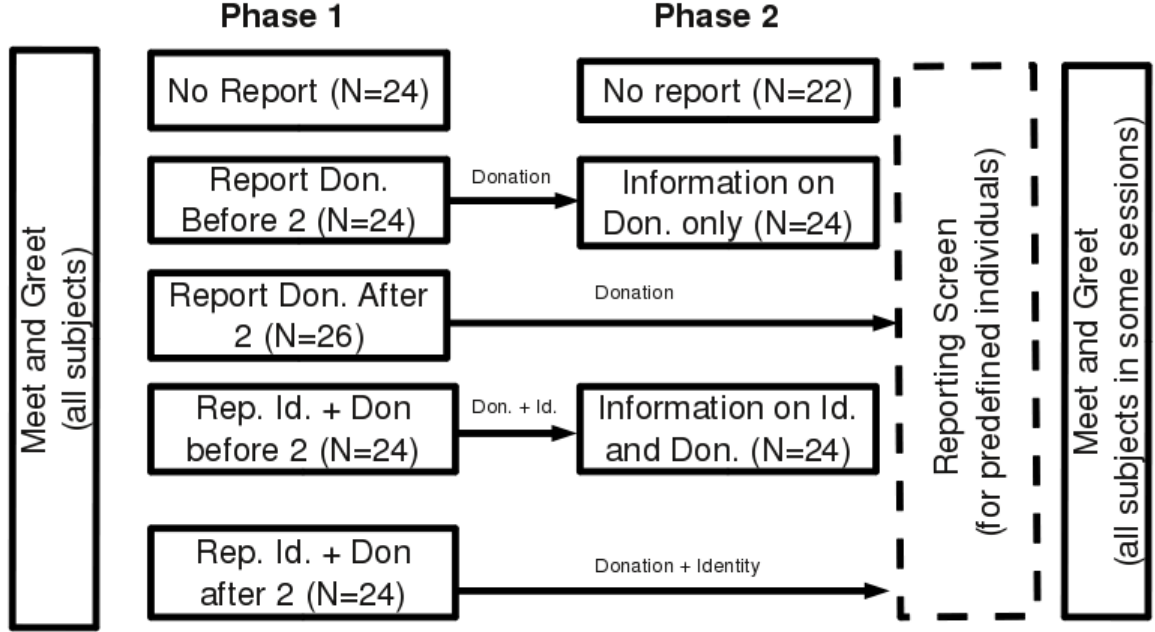 Phase 1
Phase 2
Meet and Greet
(all subjects)
No Report (N=24)
No report (N=22)
Report Don.
Before 2 (N=24)
Donation
Information on
Don. only (N=24)
Report Don. After
2 (N=26)
Donation
Rep. Id. + Don
before 2 (N=24)
Don. + Id.
Information on Id.
and Don. (N=24)
Rep. Id. + Don
after 2 (N=24)
Donation + Identity
Reporting Screen
(for predefined individuals)
Meet and Greet
(all subjects in some sessions)